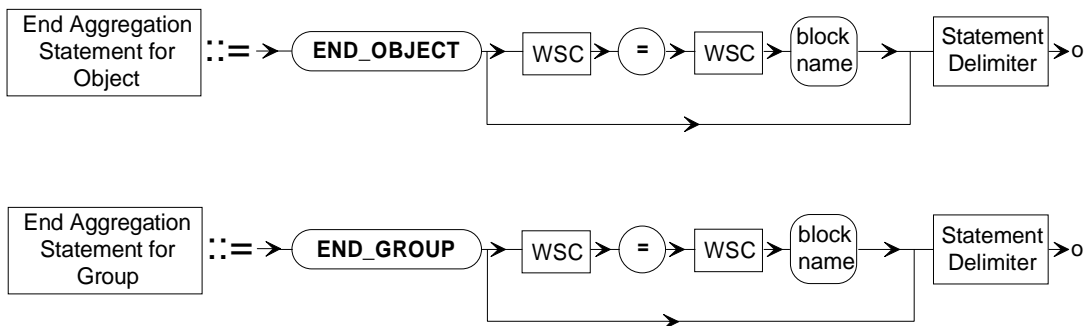 End Aggregation
Statement for
Object
::=
END_OBJECT
WSC
=
WSC
block
name
Statement
Delimiter
o
End Aggregation
Statement for
Group
::=
END_GROUP
WSC
=
WSC
block
name
Statement
Delimiter
o